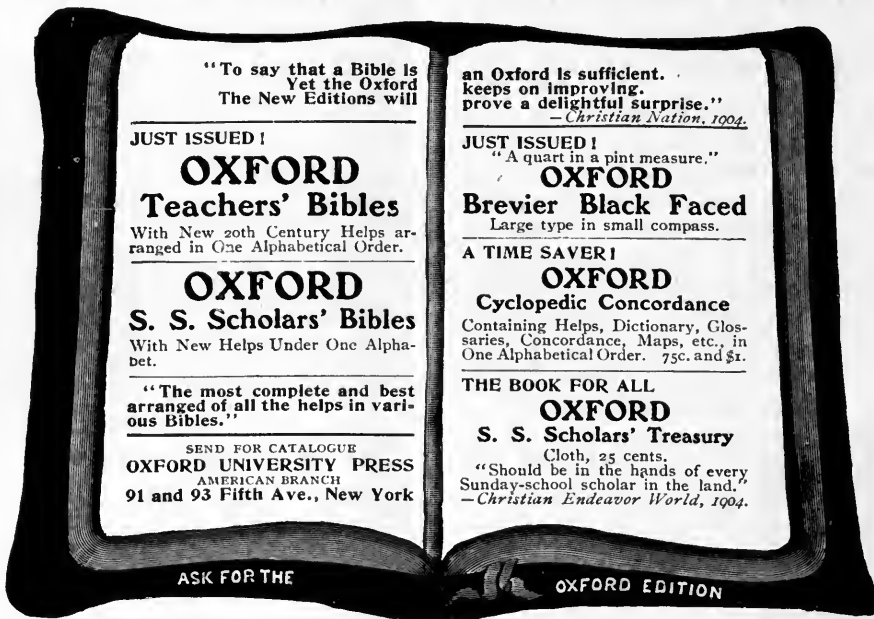 "To say that a Bible is an Oxford is sufficient.
Yet the Oxford keeps on improving.
The New Editions will prove a delightful surprise."
—Christian Nation, 1904.
JUST ISSUED!
OXFORD
Teachers' Bibles
With New 20th Century Helps ar-
ranged in One Alphabetical Order.
OXFORD
S. S. Scholars' Bibles
With New Helps Under One Alpha-
bet.
"The most complete and best
arranged of all the helps in vari-
ous Bibles."
SEND FOR CATALOGUE
OXFORD UNIVERSITY PRESS
AMERICAN BRANCH
91 and 93 Fifth Ave., New York
JUST ISSUED!
"A quart in a pint measure."
OXFORD
Brevier Black Faced
Large type in small compass.
A TIME SAVER!
OXFORD
Cyclopedic Concordance
Containing Helps, Dictionary, Glos-
saries, Concordance, Maps, etc., in
One Alphabetical Order. 75c. and $1.
THE BOOK FOR ALL
OXFORD
S. S. Scholars' Treasury
Cloth, 25 cents.
"Should be in the hands of every
Sunday-school scholar in the land."
—Christian Endeavor World, 1904.
ASK FOR THE OXFORD EDITION